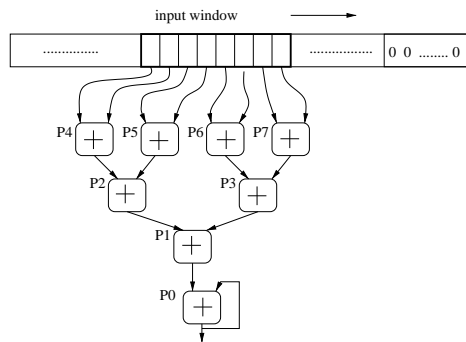 input window
.............. .............. 0 0 ........ 0
P4 + P5 + P6 + P7 +
P2 + P3 +
P1 +
P0 +